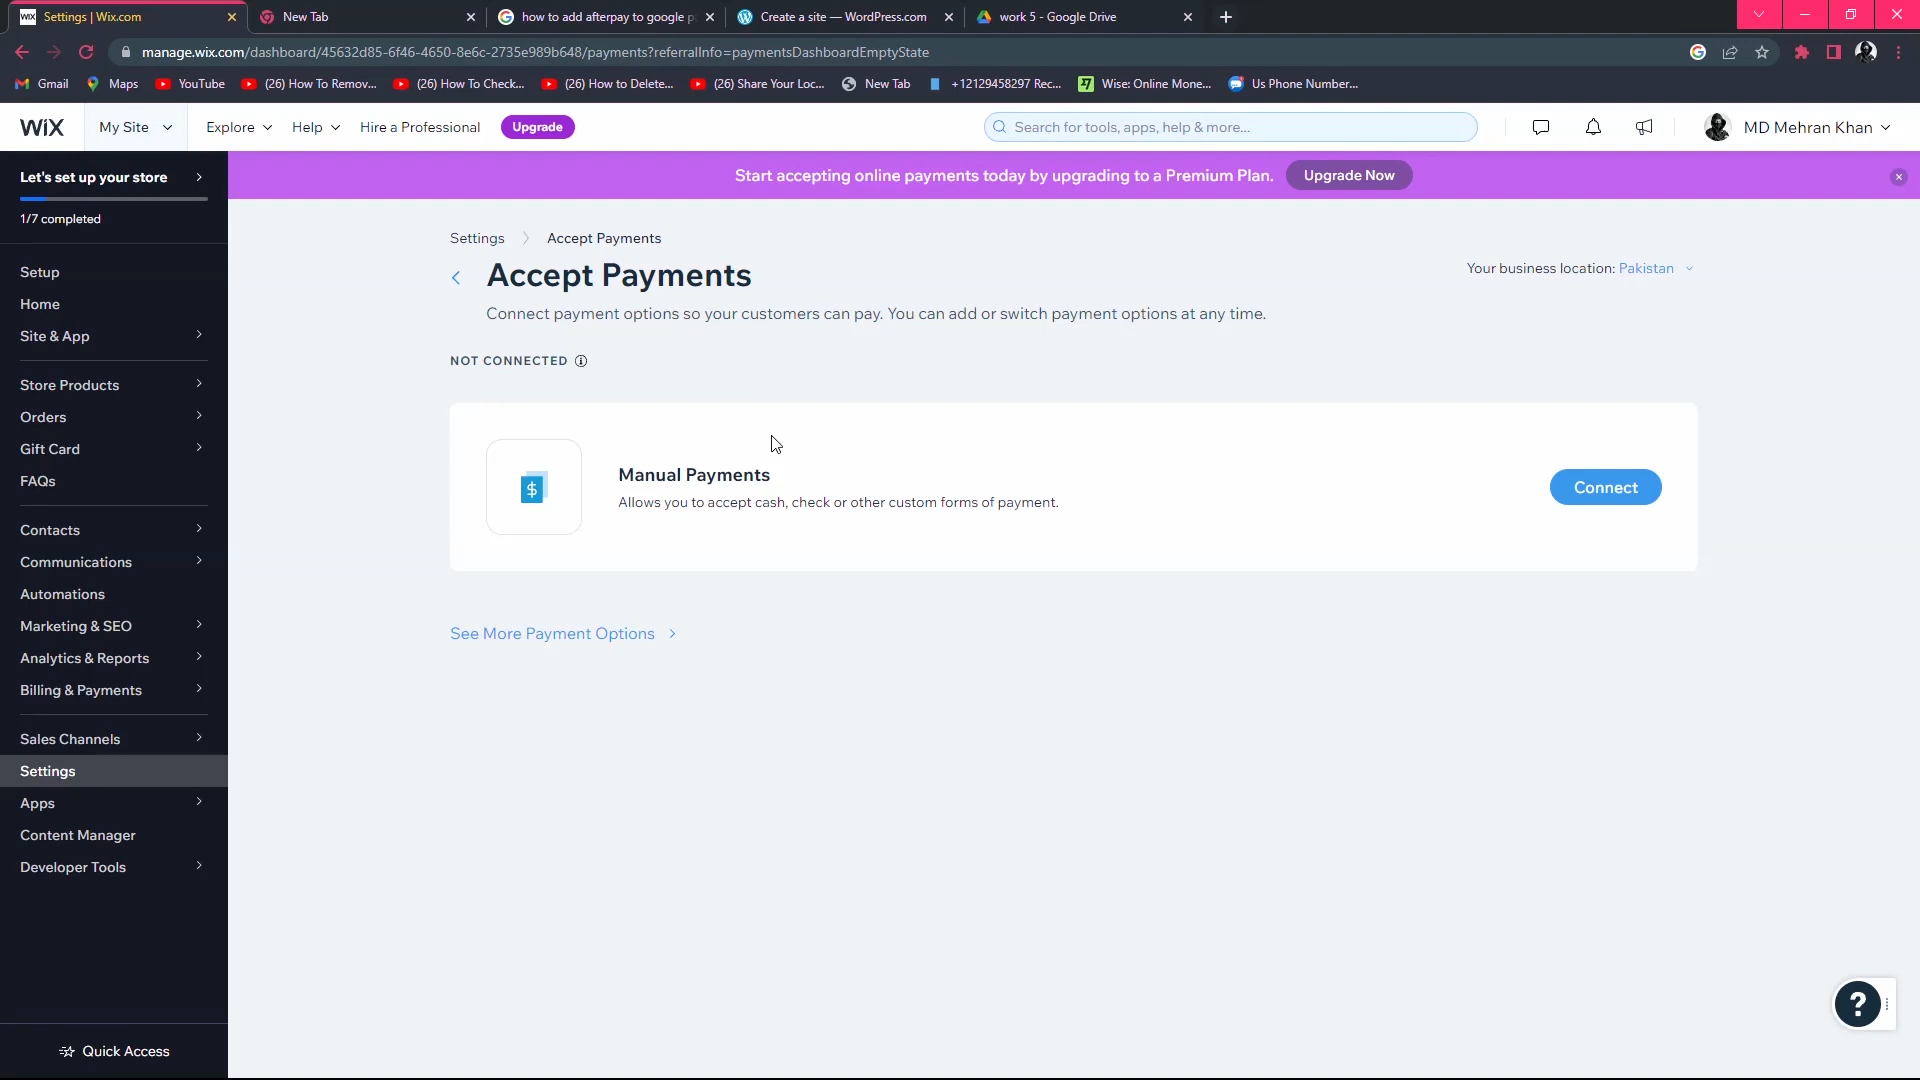 Settings | Wix.com
New Tab
how to add afterpay to google p
Create a site — WordPress.com
work 5 - Google Drive
manage.wix.com/dashboard/45632d85-6f46-4650-8e6c-2735e989b648/payments?referralInfo=paymentsDashboardEmptyState
Gmail
Maps
YouTube
(26) How To Remov...
(26) How To Check...
(26) How to Delete...
(26) Share Your Loc...
New Tab
+12129458297 Rec...
Wise: Online Mone...
Us Phone Number...
WIX
My Site
Explore
Help
Hire a Professional
Upgrade
Search for tools, apps, help & more...
MD Mehran Khan
Start accepting online payments today by upgrading to a Premium Plan.
Upgrade Now
Let's set up your store
1/7 completed
Setup
Home
Site & App
Store Products
Orders
Gift Card
FAQs
Contacts
Communications
Automations
Marketing & SEO
Analytics & Reports
Billing & Payments
Sales Channels
Settings
Apps
Content Manager
Developer Tools
Quick Access
Settings
Accept Payments
Accept Payments
Your business location: Pakistan
Connect payment options so your customers can pay. You can add or switch payment options at any time.
NOT CONNECTED
$
Manual Payments
Allows you to accept cash, check or other custom forms of payment.
Connect
See More Payment Options
?